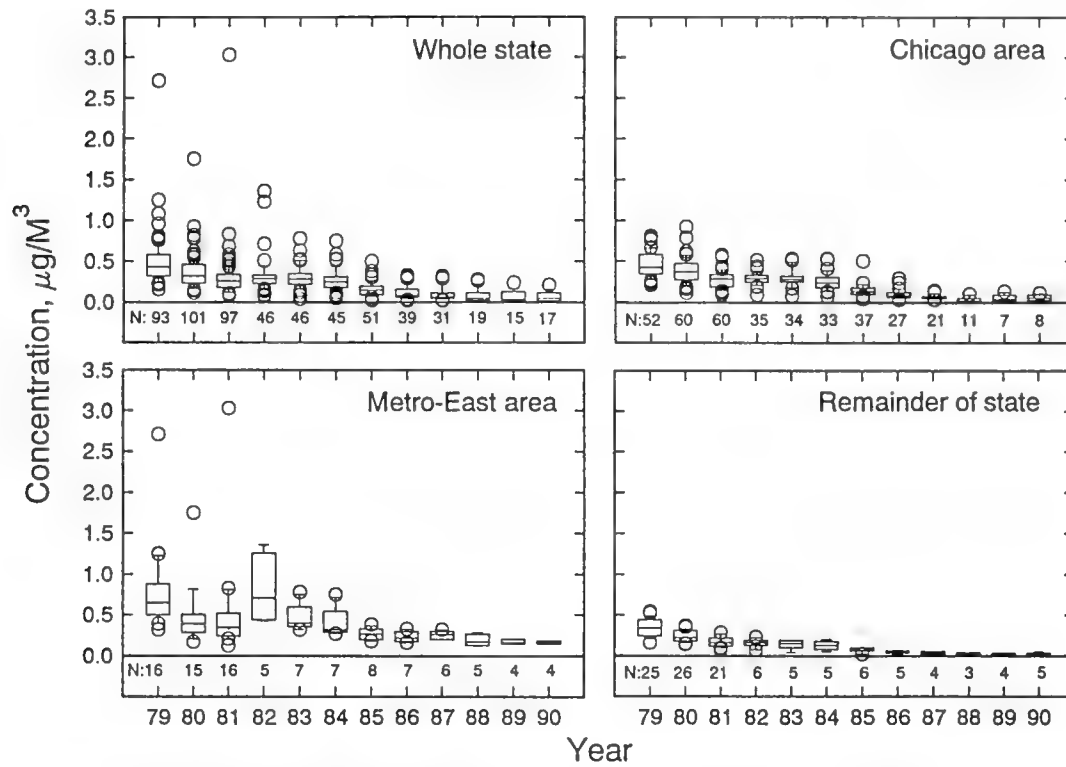 Concentration, μg/M³
3.5
3.0
2.5
2.0
1.5
1.0
0.5
0.0
Whole state
N: 93 101 97 46 46 45 51 39 31 19 15 17
Chicago area
N:52 60 60 35 34 33 37 27 21 11 7 8
3.5
3.0
2.5
2.0
1.5
1.0
0.5
0.0
Metro-East area
N:16 15 16 5 7 7 8 7 6 5 4 4
Remainder of state
N:25 26 21 6 5 5 6 5 4 3 4 5
79 80 81 82 83 84 85 86 87 88 89 90
79 80 81 82 83 84 85 86 87 88 89 90
Year